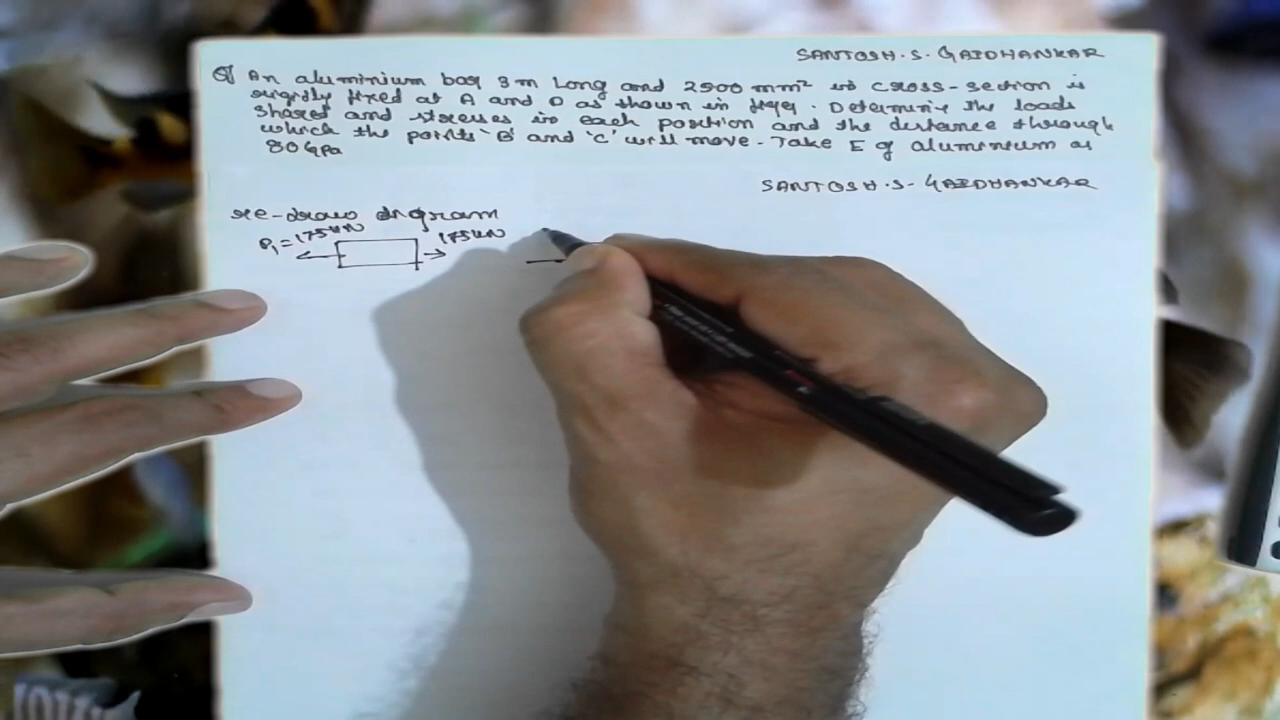 SANTOSH.S.GAIDHANKAR
Q] An aluminium bar 3m Long and 2500 mm² in cross-section is
rigidly fixed at A and D as shown in fig. Determine the loads
shared and stresses in each position and the distance through
which the points 'B' and 'C' will move. Take E of aluminium as
80 GPa
SANTOSH.S.GAIDHANKAR
re-draw diagram
P₁ = 175 kN 175 kN